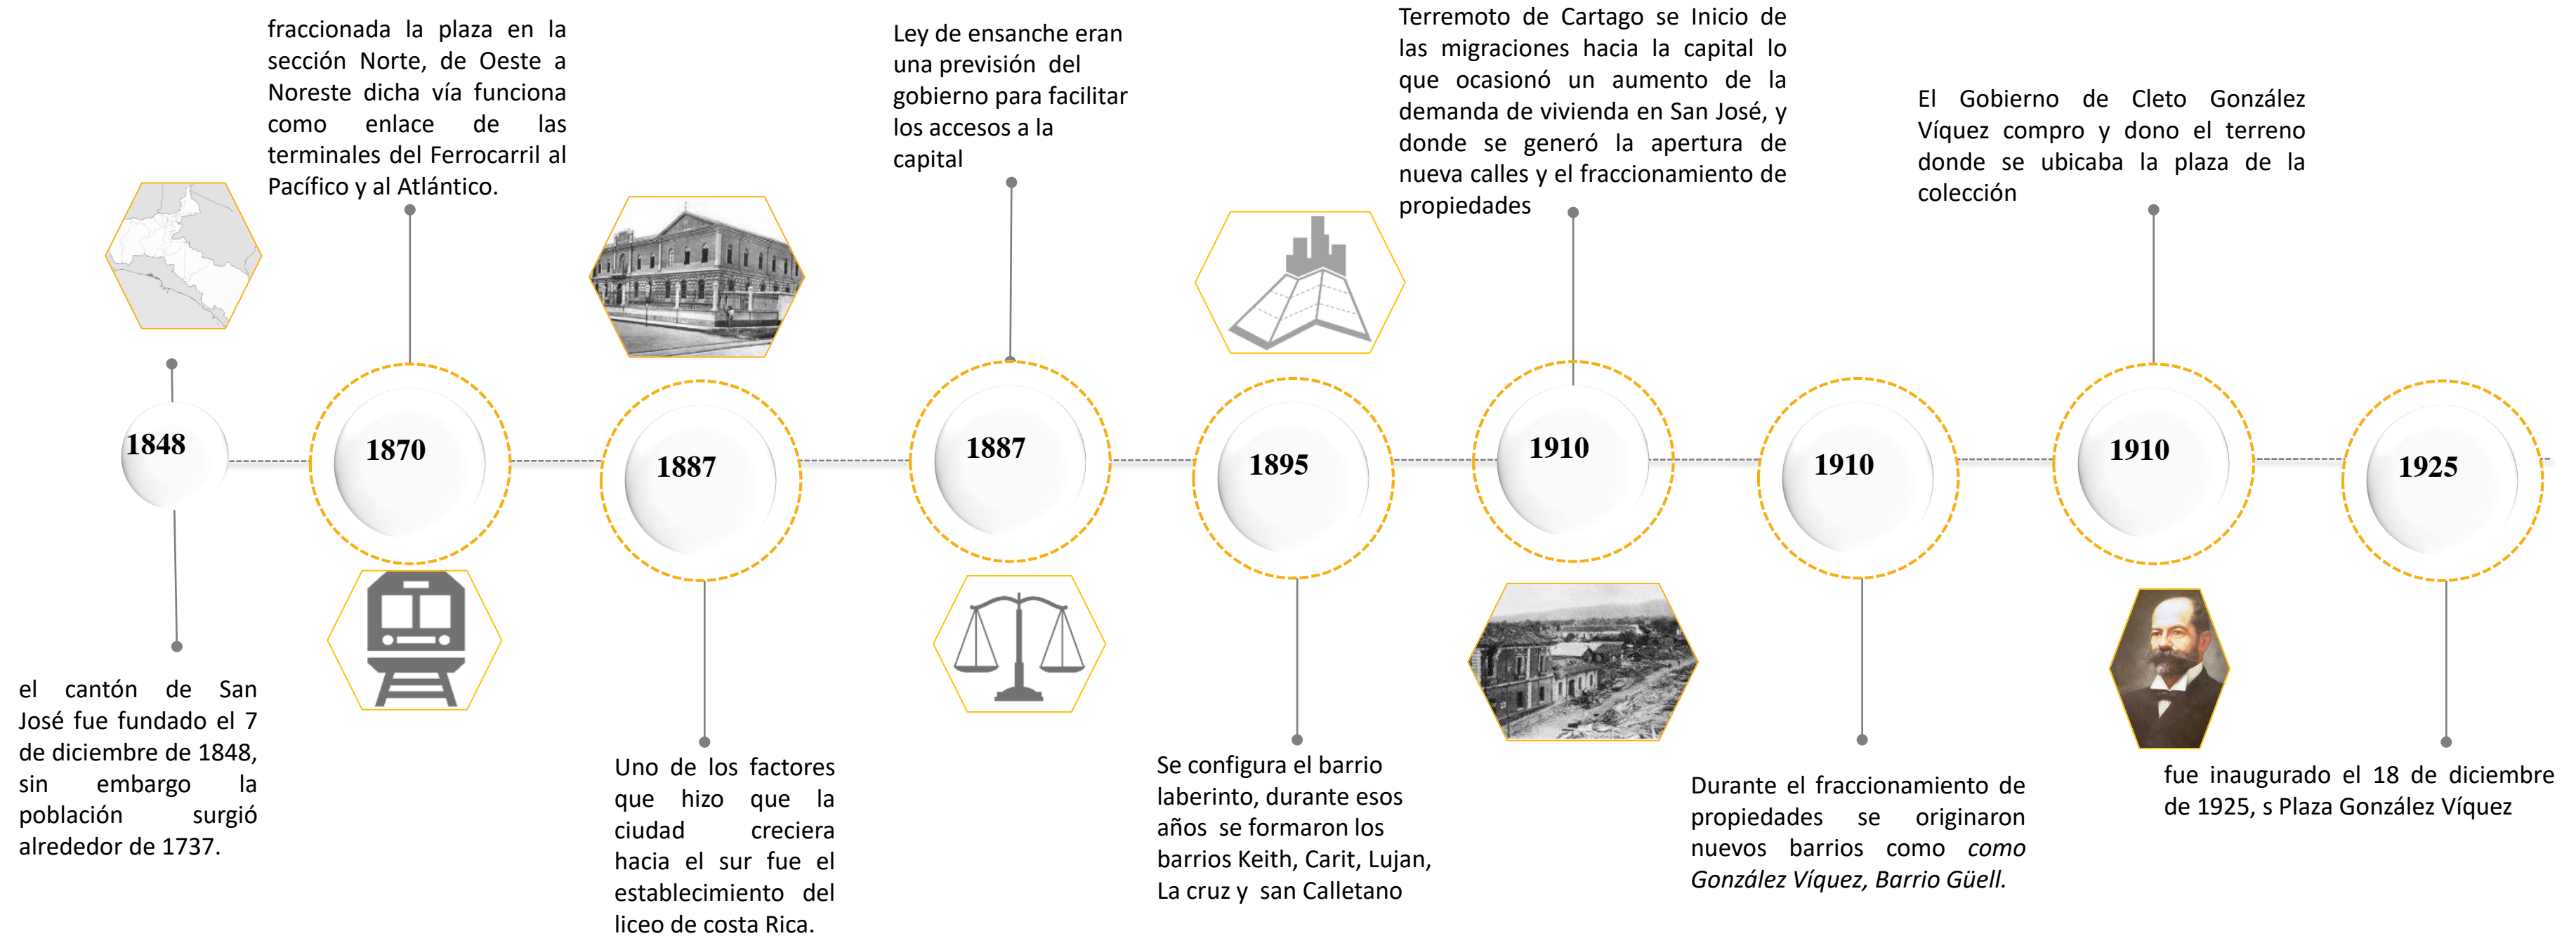 1848
el cantón de San
José fue fundado el 7
de diciembre de 1848,
sin embargo la
población surgió
alrededor de 1737.
fraccionada la plaza en la
sección Norte, de Oeste a
Noreste dicha vía funciona
como enlace de las
terminales del Ferrocarril al
Pacífico y al Atlántico.
1870
1887
Uno de los factores
que hizo que la
ciudad creciera
hacia el sur fue el
establecimiento del
liceo de costa Rica.
Ley de ensanche eran
una previsión del
gobierno para facilitar
los accesos a la
capital
1887
1895
Se configura el barrio
laberinto, durante esos
años se formaron los
barrios Keith, Carit, Lujan,
La cruz y san Calletano
Terremoto de Cartago se Inicio de
las migraciones hacia la capital lo
que ocasionó un aumento de la
demanda de vivienda en San José, y
donde se generó la apertura de
nueva calles y el fraccionamiento de
propiedades
1910
1910
Durante el fraccionamiento de
propiedades se originaron
nuevos barrios como como
González Víquez, Barrio Güell.
El Gobierno de Cleto González
Víquez compro y dono el terreno
donde se ubicaba la plaza de la
colección
1910
1925
fue inaugurado el 18 de diciembre
de 1925, s Plaza González Víquez